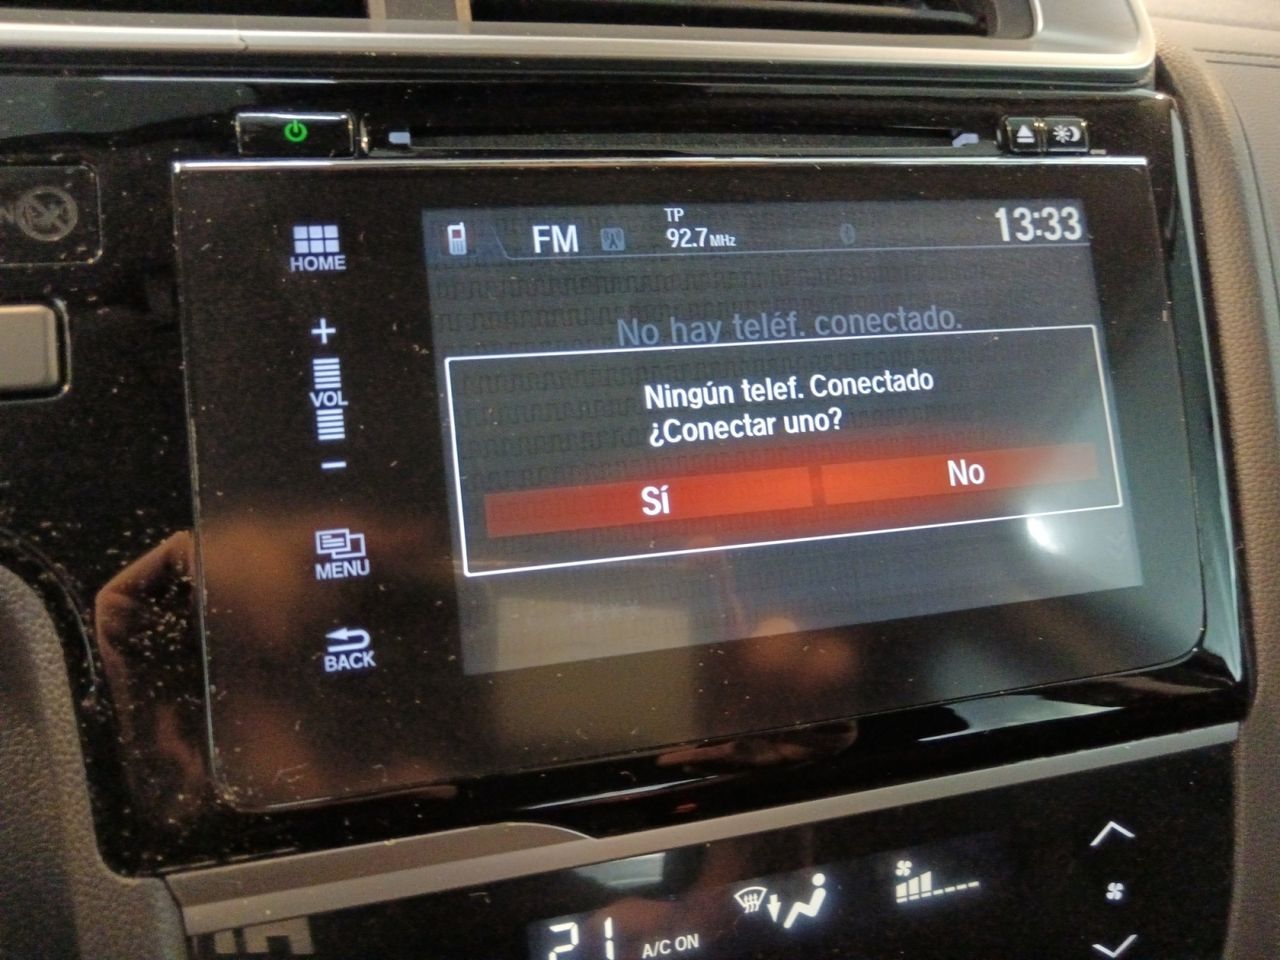 TP
FM
92.7 MHz
13:33
HOME
No hay teléf. conectado.
+
VOL
−
Ningún telef. Conectado
¿Conectar uno?
Sí
No
MENU
BACK
21
A/C ON